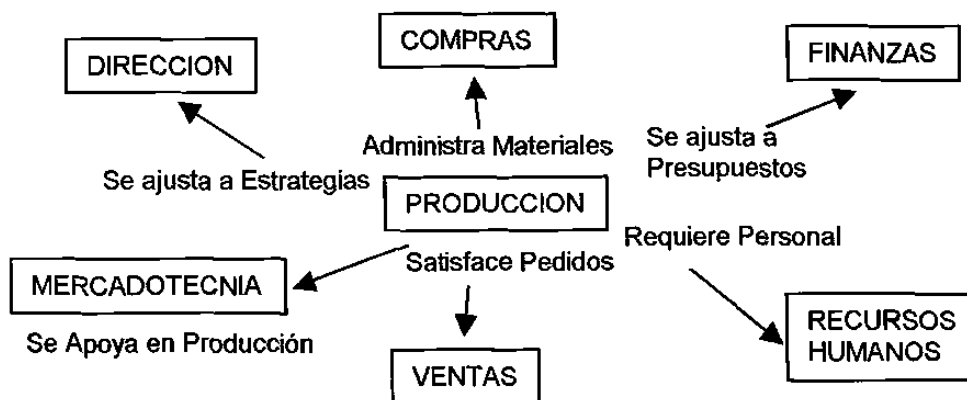 COMPRAS
DIRECCION
FINANZAS
Administra Materiales
Se ajusta a
Presupuestos
Se ajusta a Estrategias
PRODUCCION
Requiere Personal
Satisface Pedidos
MERCADOTECNIA
Se Apoya en Producción
RECURSOS
HUMANOS
VENTAS